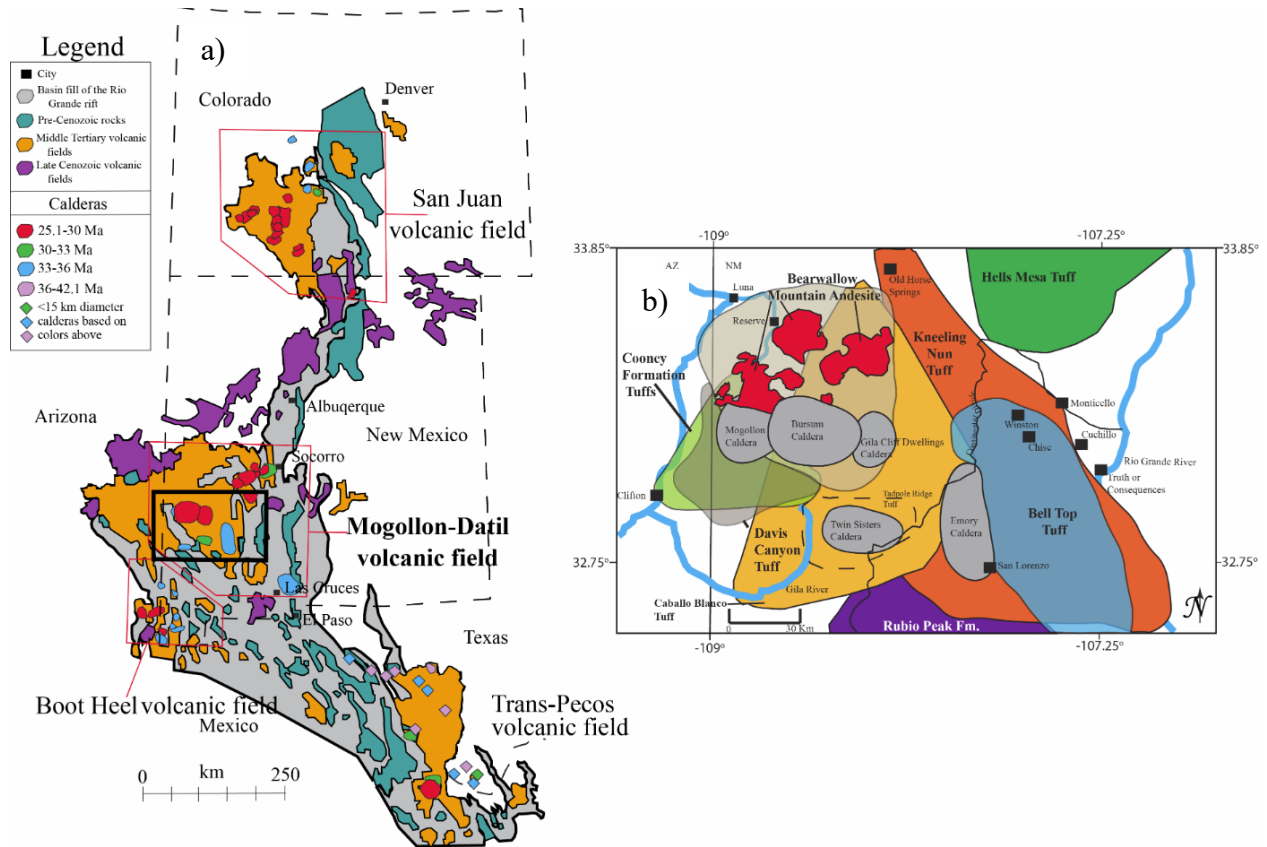 a)
Legend
City
Basin fill of the Rio
Grande rift
Pre-Cenozoic rocks
Middle Tertiary volcanic
fields
Late Cenozoic volcanic
fields
Calderas
25.1-30 Ma
30-33 Ma
33-36 Ma
36-42.1 Ma
<15 km diameter
calderas based on
colors above
Colorado
Denver
San Juan
volcanic field
Arizona
Albuqerque
New Mexico
Socorro
Mogollon-Datil
volcanic field
Las Cruces
El Paso
Texas
Boot Heel volcanic field
Mexico
Trans-Pecos
volcanic field
0
km
250
b)
-109°
-107.25°
33.85°
33.85°
AZ
NM
Luna
Reserve
Bearwallow
Mountain Andesite
Old Horse
Springs
Hells Mesa Tuff
Kneeling
Nun
Tuff
Cooncy
Formation
Tuffs
Mogollon
Caldera
Bursum
Caldera
Gila Cliff Dwellings
Caldera
Continental Divide
Monticello
Winston
Chise
Cuchillo
Rio Grande River
Truth or
Consequences
Clifton
Tadpole Ridge
Tuff
Twin Sisters
Caldera
Emory
Caldera
Bell Top
Tuff
Davis
Canyon
Tuff
San Lorenzo
32.75°
32.75°
Gila River
Caballo Blanco
Tuff
0
30 Km
Rubio Peak Fm.
N
-109°
-107.25°